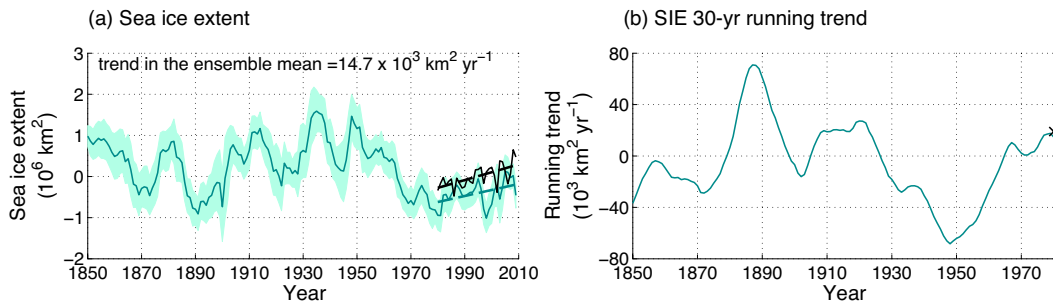 (a) Sea ice extent
trend in the ensemble mean =14.7 x 10³ km² yr⁻¹
Sea ice extent
(10⁶ km²)
3
2
1
0
−1
−2
1850 1870 1890 1910 1930 1950 1970 1990 2010
Year
(b) SIE 30-yr running trend
Running trend
(10³ km² yr⁻¹)
80
40
0
−40
−80
1850 1870 1890 1910 1930 1950 1970
Year